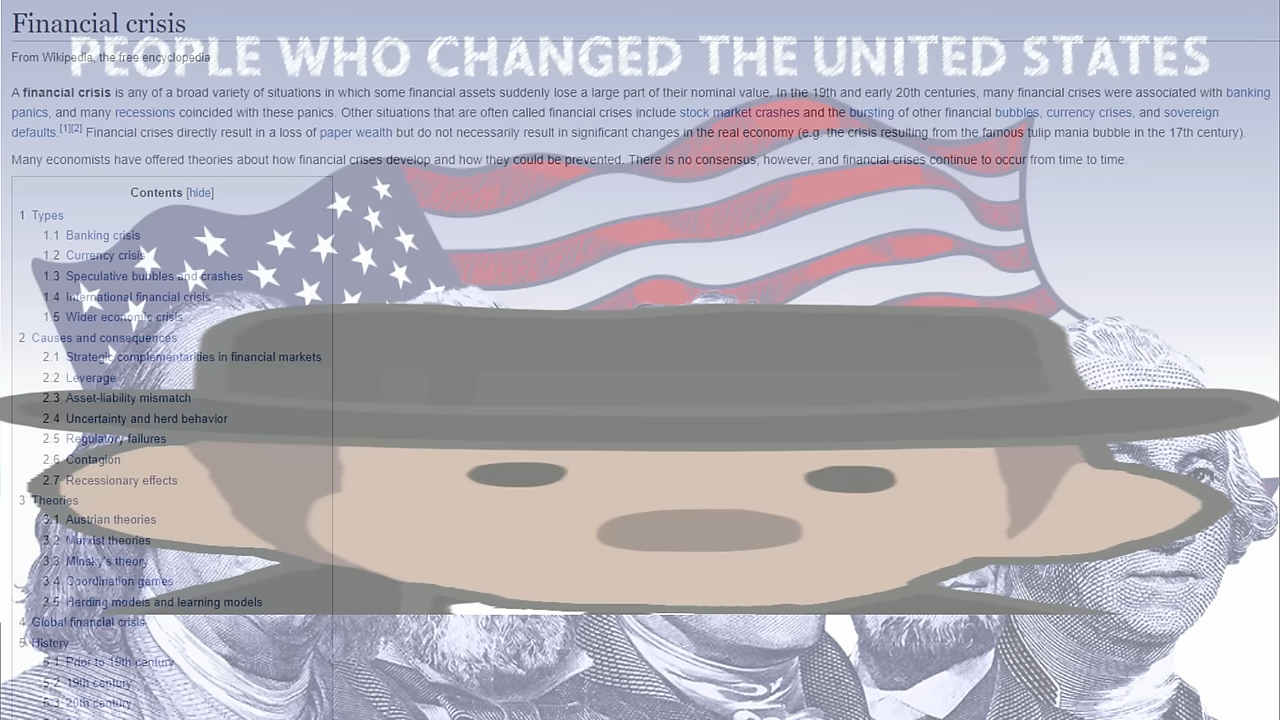 Financial crisis
PEOPLE WHO CHANGED THE UNITED STATES
From Wikipedia, the free encyclopedia
A financial crisis is any of a broad variety of situations in which some financial assets suddenly lose a large part of their nominal value. In the 19th and early 20th centuries, many financial crises were associated with banking
panics, and many recessions coincided with these panics. Other situations that are often called financial crises include stock market crashes and the bursting of other financial bubbles, currency crises, and sovereign
defaults.[1][2] Financial crises directly result in a loss of paper wealth but do not necessarily result in significant changes in the real economy (e.g. the crisis resulting from the famous tulip mania bubble in the 17th century).
Many economists have offered theories about how financial crises develop and how they could be prevented. There is no consensus, however, and financial crises continue to occur from time to time.
Contents [hide]
1 Types
1.1 Banking crisis
1.2 Currency crisis
1.3 Speculative bubbles and crashes
1.4 International financial crisis
1.5 Wider economic crisis
2 Causes and consequences
2.1 Strategic complementarities in financial markets
2.2 Leverage
2.3 Asset-liability mismatch
2.4 Uncertainty and herd behavior
2.5 Regulatory failures
2.6 Contagion
2.7 Recessionary effects
3 Theories
3.1 Austrian theories
3.2 Marxist theories
3.3 Minsky's theory
3.4 Coordination games
3.5 Herding models and learning models
4 Global financial crisis
5 History
5.1 Prior to 19th century
5.2 19th century
5.3 20th century